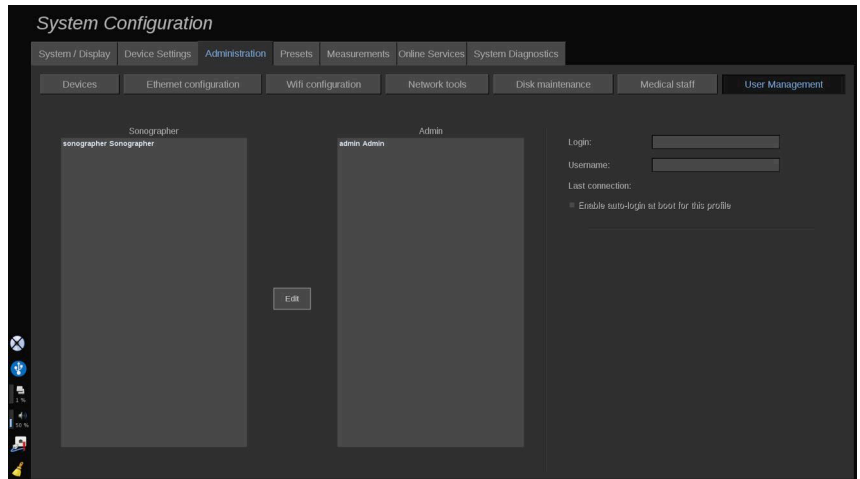 System Configuration
System / Display Device Settings Administration Presets Measurements Online Services System Diagnostics
Devices Ethernet configuration Wifi configuration Network tools Disk maintenance Medical staff User Management
Sonographer Admin
sonographer Sonographer admin Admin
Login:
Username:
Last connection:
Enable auto-login at boot for this profile
Edit
1 %
50 %